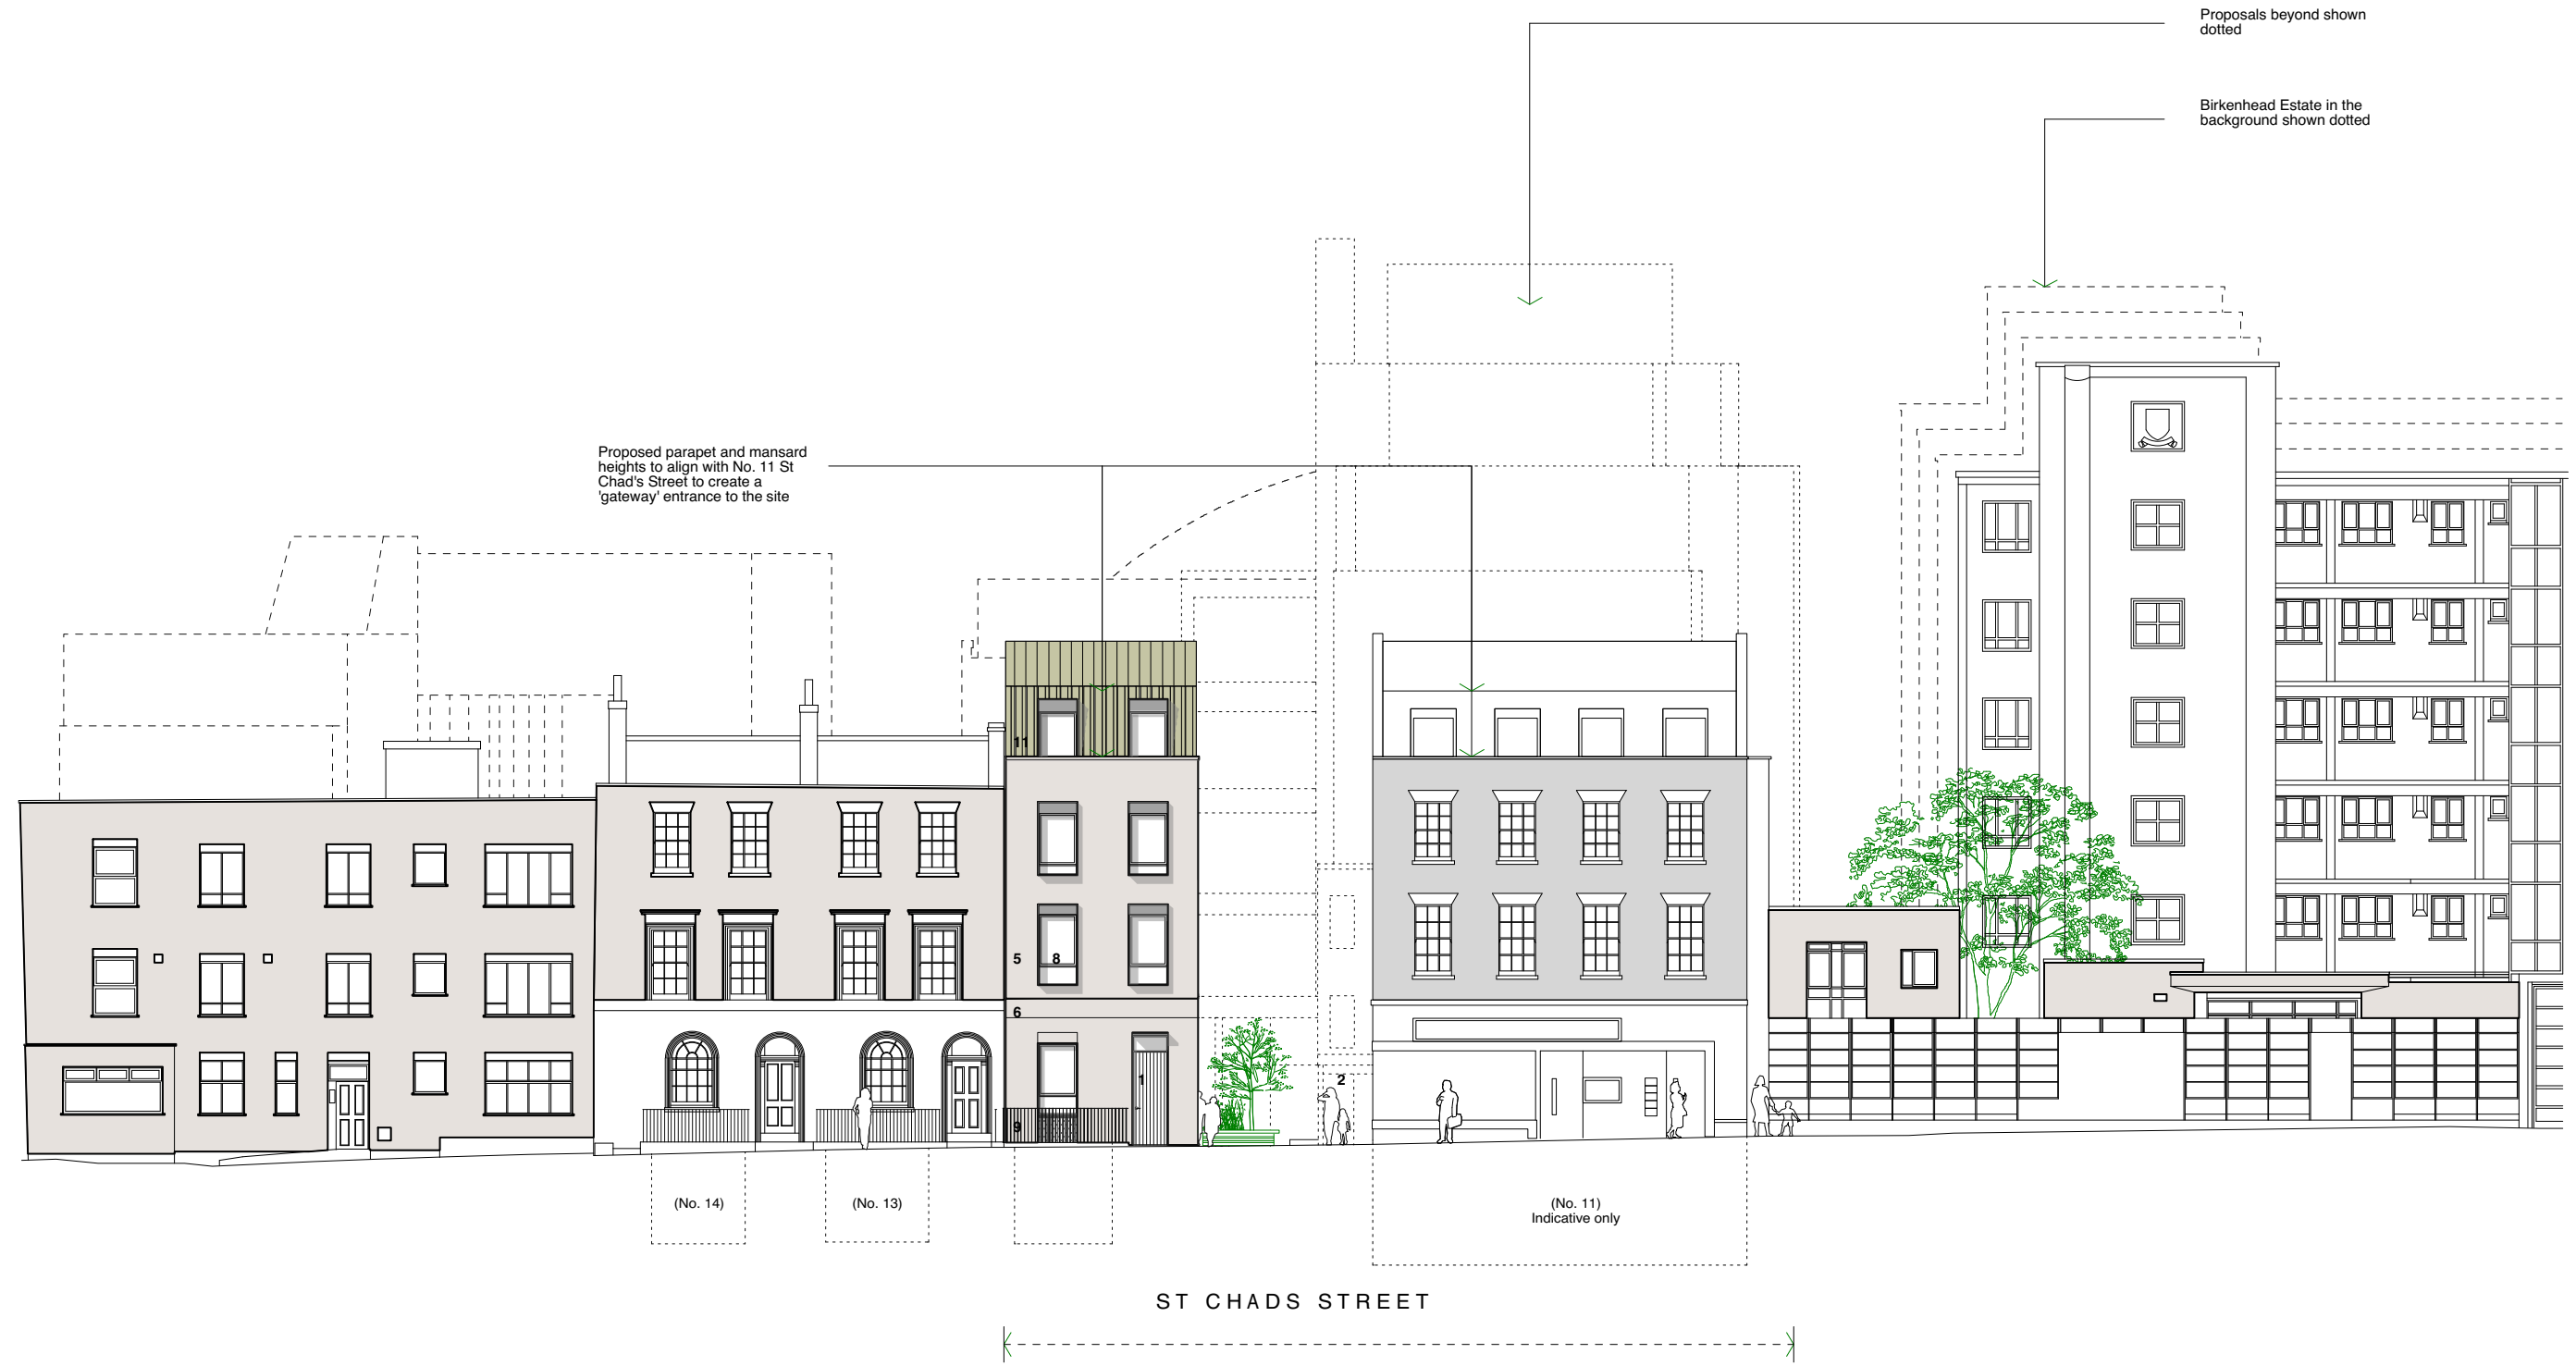 Proposals beyond shown
dotted
Birkenhead Estate in the
background shown dotted
Proposed parapet and mansard
heights to align with No. 11 St
Chad's Street to create a
'gateway' entrance to the site
11
5
8
6
1
2
9
(No. 14)
(No. 13)
(No. 11)
Indicative only
ST CHADS STREET